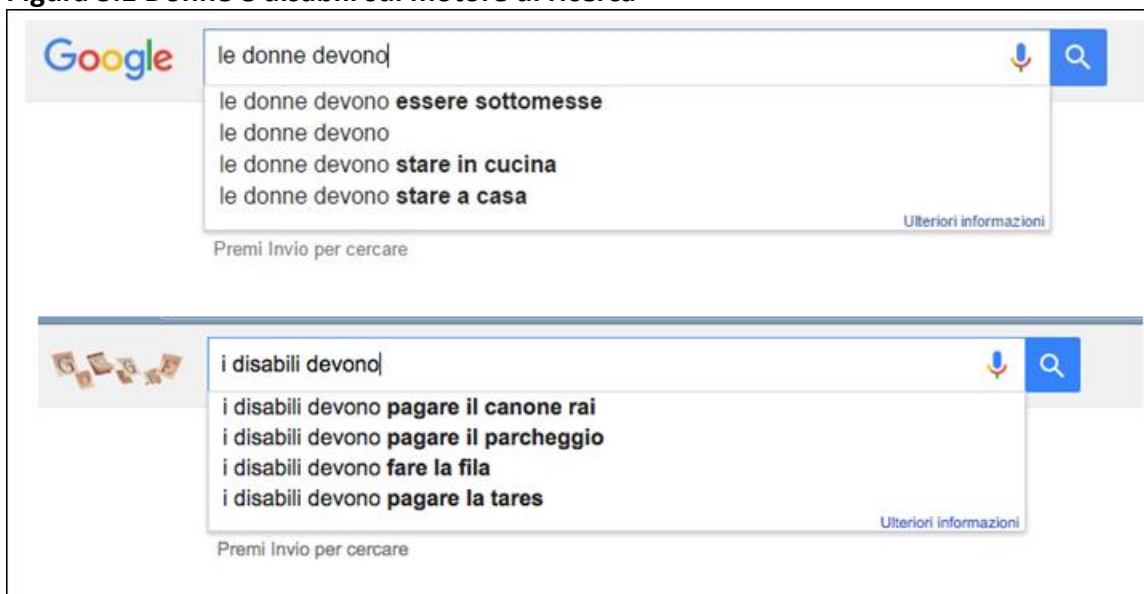 Figura Donne e disabili sul motore di ricerca
Google
le donne devono
le donne devono essere sottomesse
le donne devono
le donne devono stare in cucina
le donne devono stare a casa
Ulteriori informazioni
Premi Invio per cercare
i disabili devono
i disabili devono pagare il canone rai
i disabili devono pagare il parcheggio
i disabili devono fare la fila
i disabili devono pagare la tares
Ulteriori informazioni
Premi Invio per cercare